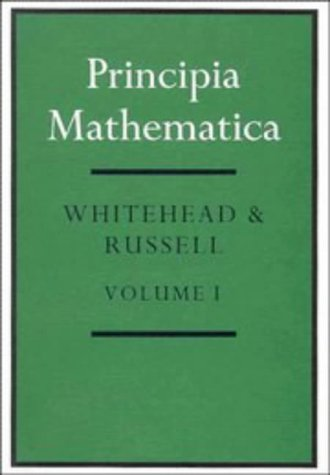 Principia
Mathematica
WHITEHEAD &
RUSSELL
VOLUME I